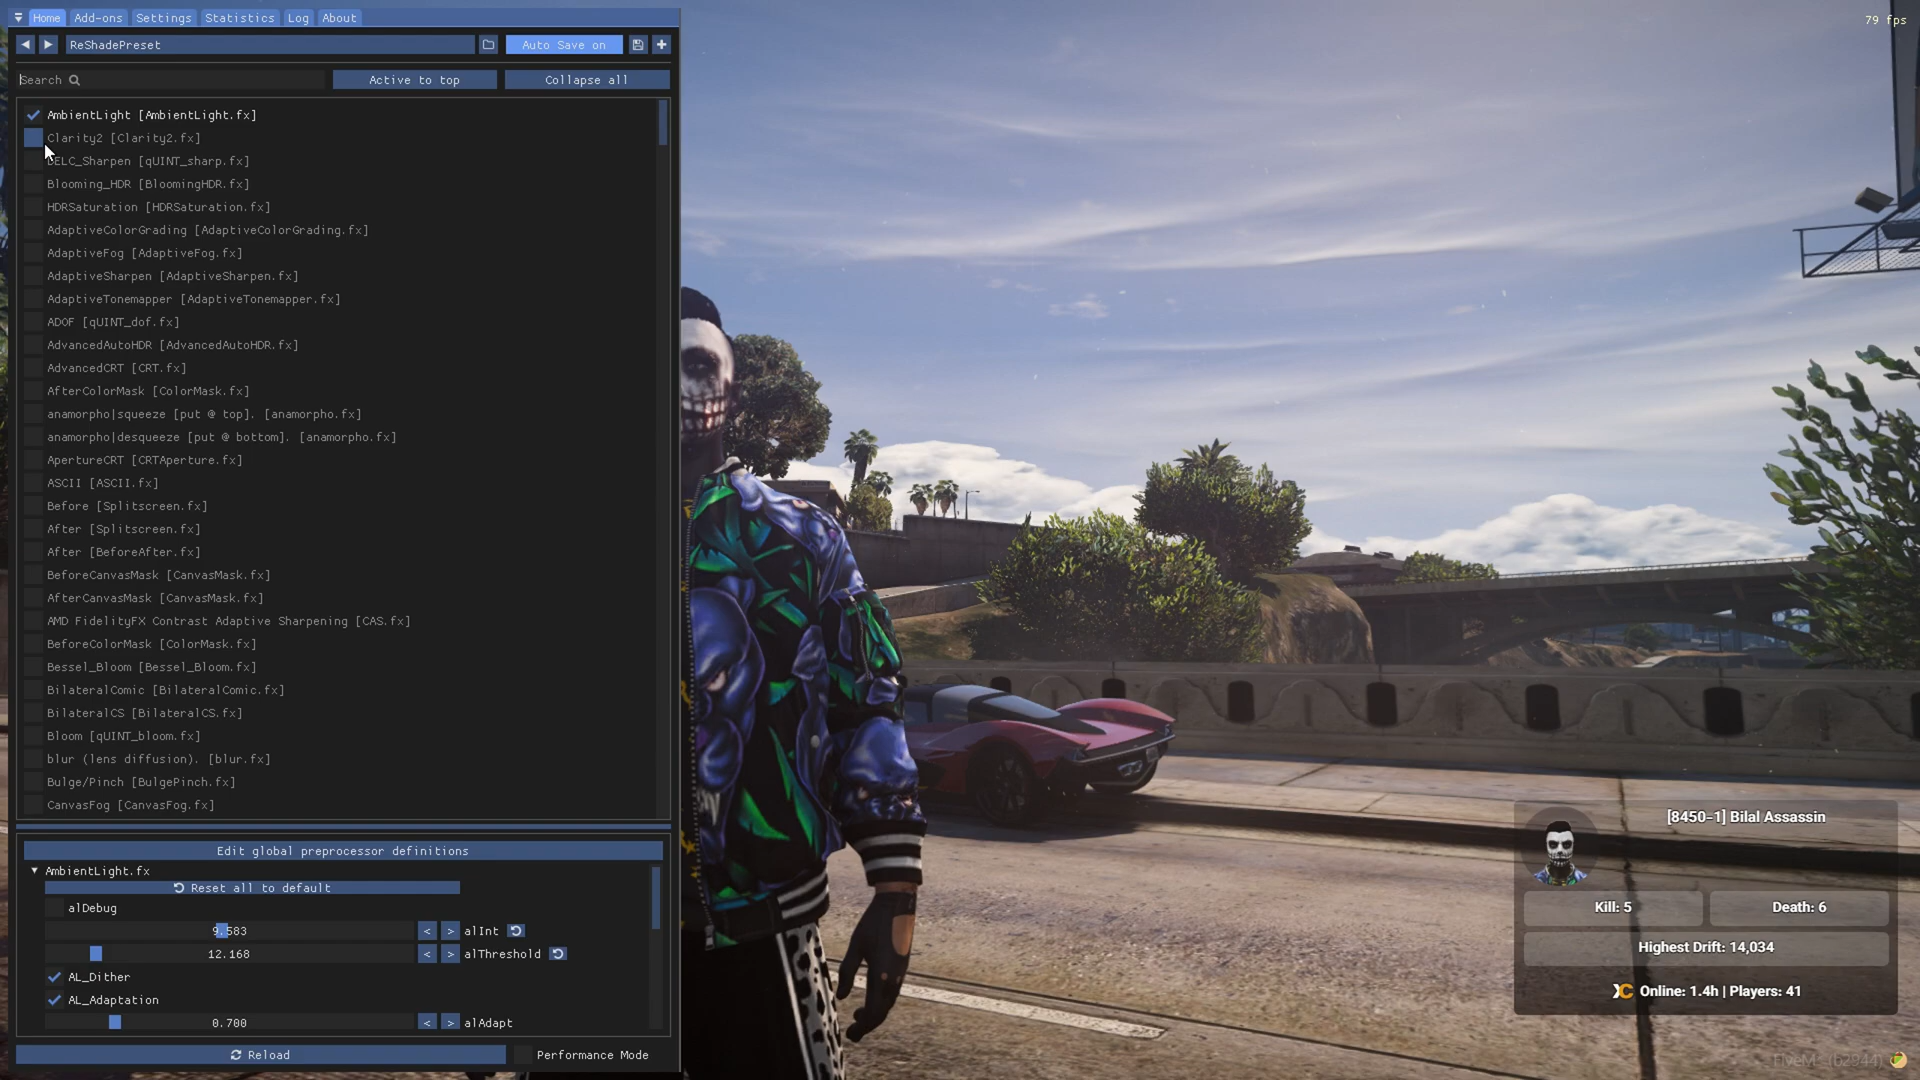 Home Add-ons Settings Statistics Log About
79 fps
ReShadePreset Auto Save on
Search Active to top Collapse all
AmbientLight [AmbientLight.fx]
Clarity2 [Clarity2.fx]
DELC_Sharpen [qUINT_sharp.fx]
Blooming_HDR [BloomingHDR.fx]
HDRSaturation [HDRSaturation.fx]
AdaptiveColorGrading [AdaptiveColorGrading.fx]
AdaptiveFog [AdaptiveFog.fx]
AdaptiveSharpen [AdaptiveSharpen.fx]
AdaptiveTonemapper [AdaptiveTonemapper.fx]
ADOF [qUINT_dof.fx]
AdvancedAutoHDR [AdvancedAutoHDR.fx]
AdvancedCRT [CRT.fx]
AfterColorMask [ColorMask.fx]
anamorpho|squeeze [put @ top]. [anamorpho.fx]
anamorpho|desqueeze [put @ bottom]. [anamorpho.fx]
ApertureCRT [CRTAperture.fx]
ASCII [ASCII.fx]
Before [Splitscreen.fx]
After [Splitscreen.fx]
After [BeforeAfter.fx]
BeforeCanvasMask [CanvasMask.fx]
AfterCanvasMask [CanvasMask.fx]
AMD FidelityFX Contrast Adaptive Sharpening [CAS.fx]
BeforeColorMask [ColorMask.fx]
Bessel_Bloom [Bessel_Bloom.fx]
BilateralComic [BilateralComic.fx]
BilateralCS [BilateralCS.fx]
Bloom [qUINT_bloom.fx]
blur (lens diffusion). [blur.fx]
Bulge/Pinch [BulgePinch.fx]
CanvasFog [CanvasFog.fx]
Edit global preprocessor definitions
AmbientLight.fx
Reset all to default
alDebug
9.583 < > alInt
12.168 < > alThreshold
AL_Dither
AL_Adaptation
0.700 < > alAdapt
Reload Performance Mode
[8450-1] Bilal Assassin
Kill: 5 Death: 6
Highest Drift: 14,034
Online: 1.4h | Players: 41